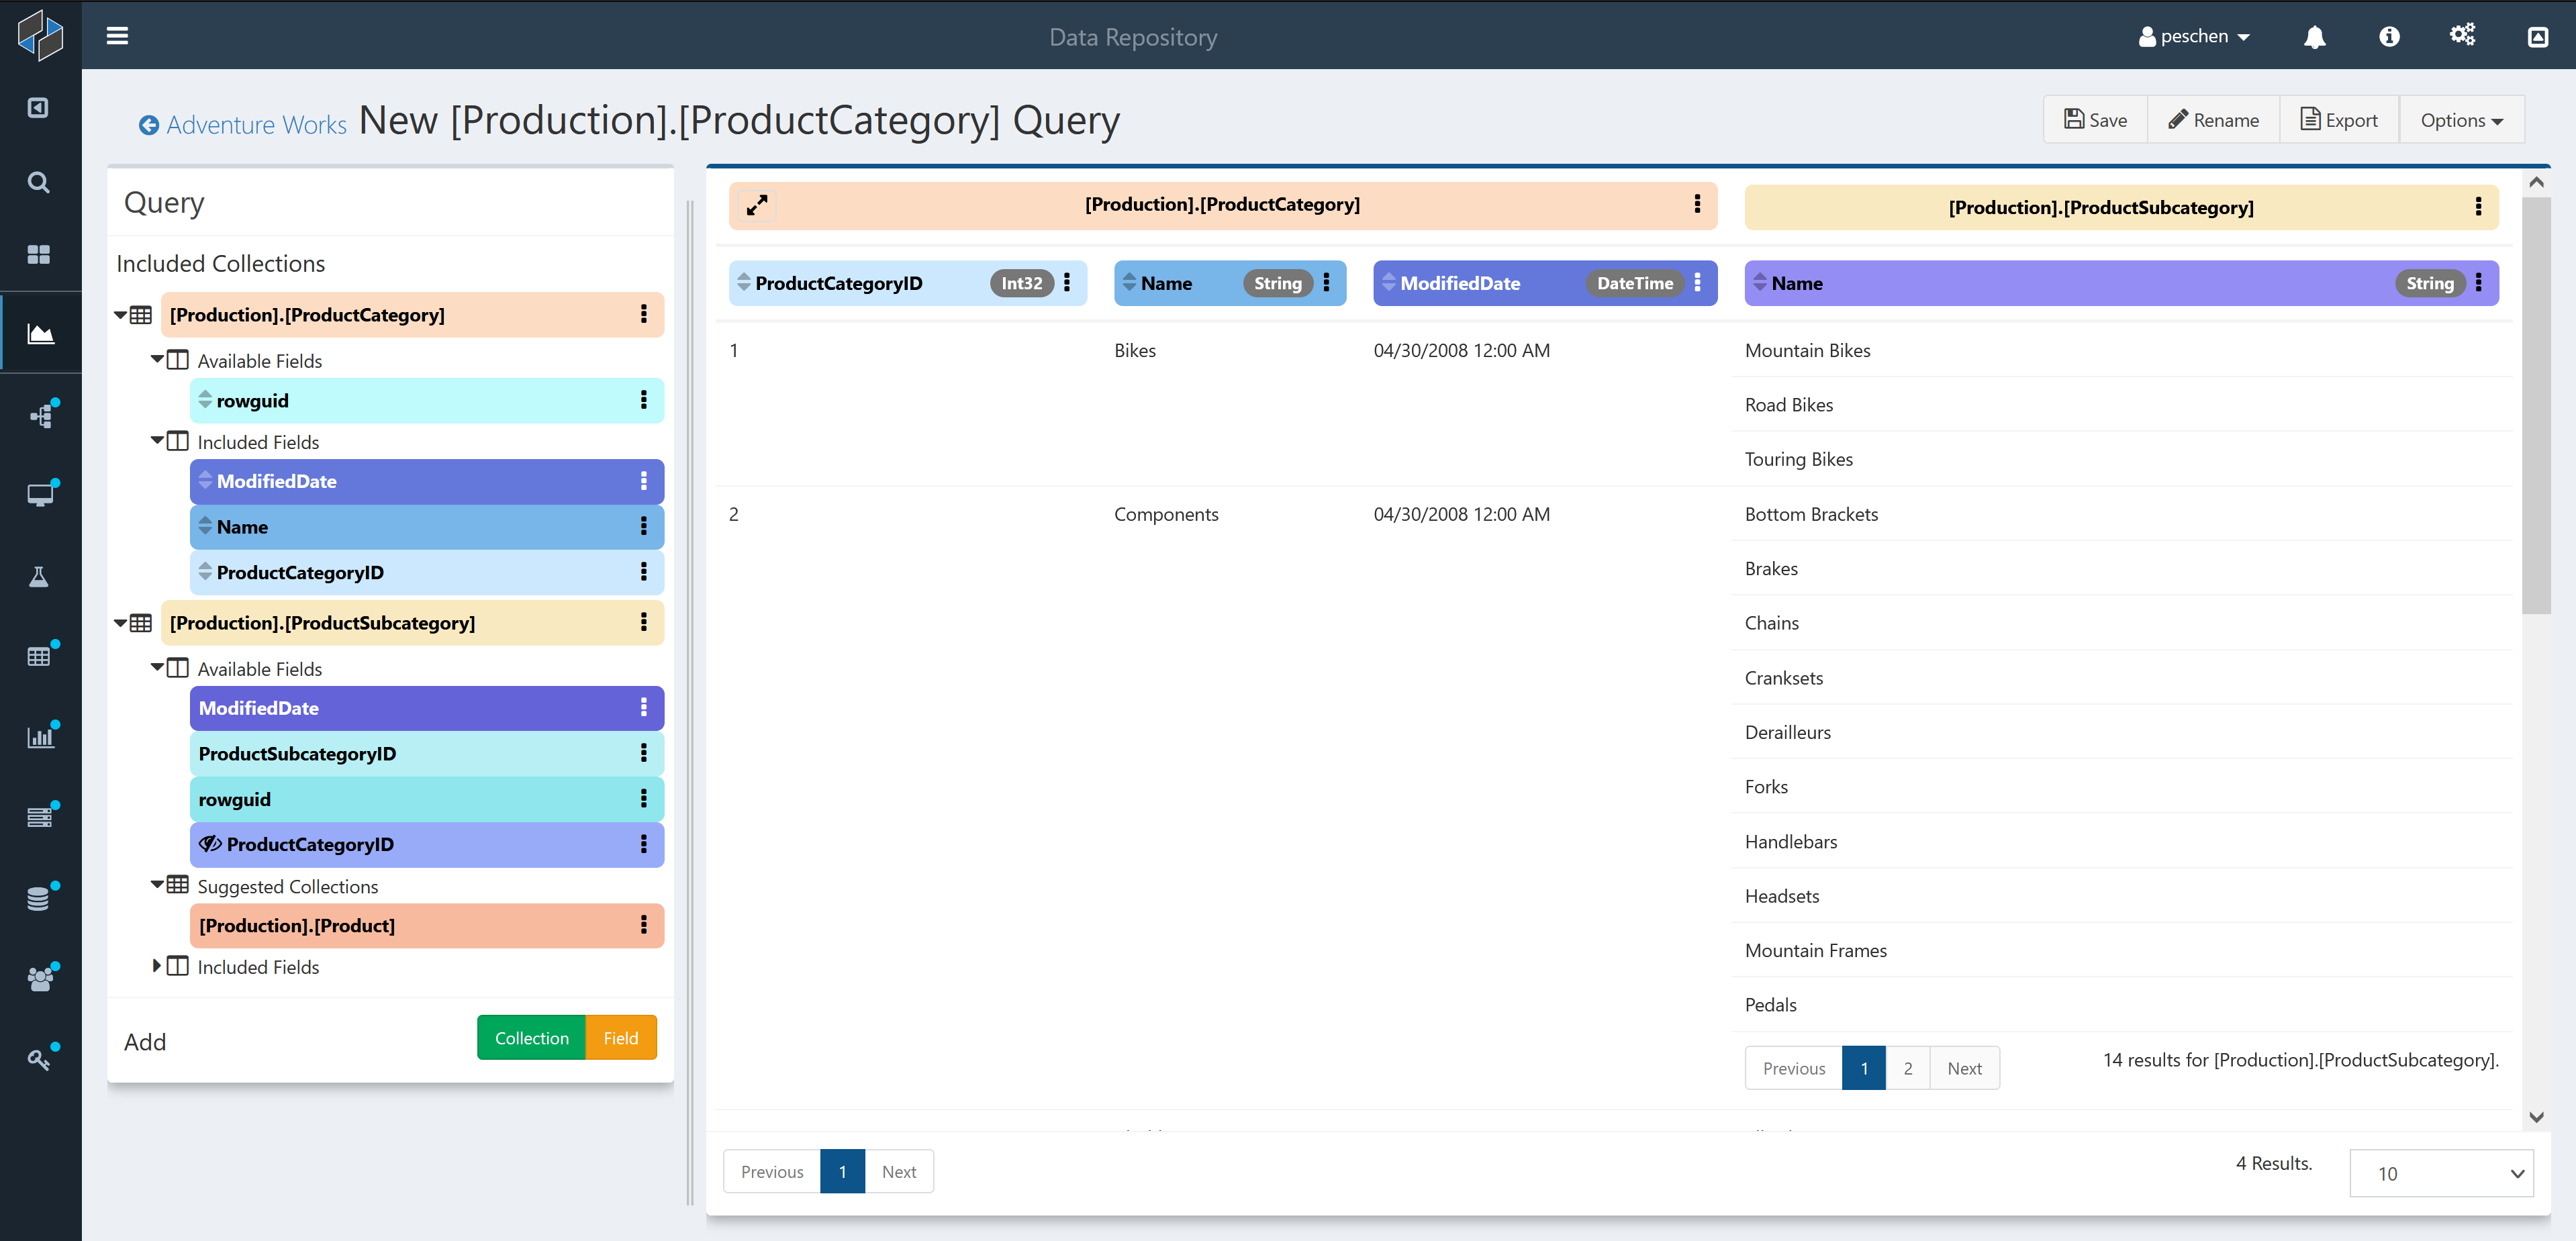 Data Repository
peschen
Adventure Works New [Production].[ProductCategory] Query
Save Rename Export Options
Query
Included Collections
[Production].[ProductCategory]
Available Fields
rowguid
Included Fields
ModifiedDate
Name
ProductCategoryID
[Production].[ProductSubcategory]
Available Fields
ModifiedDate
ProductSubcategoryID
rowguid
ProductCategoryID
Suggested Collections
[Production].[Product]
Included Fields
Add Collection Field
[Production].[ProductCategory] [Production].[ProductSubcategory]
ProductCategoryID Int32 Name String ModifiedDate DateTime Name String
1 Bikes 04/30/2008 12:00 AM Mountain Bikes
Road Bikes
Touring Bikes
2 Components 04/30/2008 12:00 AM Bottom Brackets
Brakes
Chains
Cranksets
Derailleurs
Forks
Handlebars
Headsets
Mountain Frames
Pedals
Previous 1 2 Next 14 results for [Production].[ProductSubcategory].
Previous 1 Next 4 Results. 10